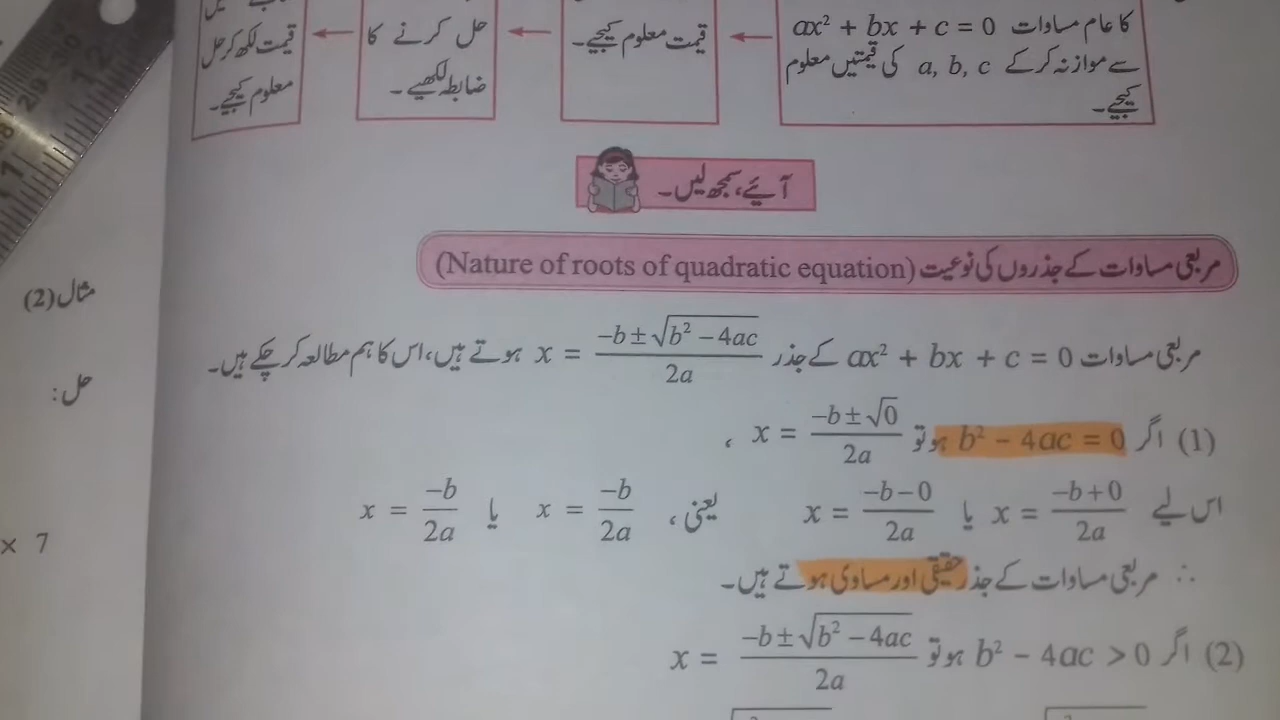 کا عام مساوات ax² + bx + c = 0
سے موازنہ کرکے a, b, c کی قیمتیں معلوم
کیجیے۔
قیمت معلوم کیجیے۔
حل کرنے کا
ضابطہ لکھیے۔
قیمت لکھ کر حل
معلوم کیجیے۔
آئیے، سمجھ لیں۔
مربعی مساوات کے جذروں کی نوعیت (Nature of roots of quadratic equation)
مربعی مساوات ax² + bx + c = 0 کے جذر x = (-b ± √(b² - 4ac))/2a ہوتے ہیں، اس کا ہم مطالعہ کرچکے ہیں۔
(1) اگر b² - 4ac = 0 ہو تو x = (-b ± √0)/2a ،
اس لیے x = (-b + 0)/2a یا x = (-b - 0)/2a یعنی، x = -b/2a یا x = -b/2a
∴ مربعی مساوات کے جذر حقیقی اور مساوی ہوتے ہیں۔
(2) اگر b² - 4ac > 0 ہو تو x = (-b ± √(b² - 4ac))/2a
مثال (2)
حل :
× 7
29 30
11 12